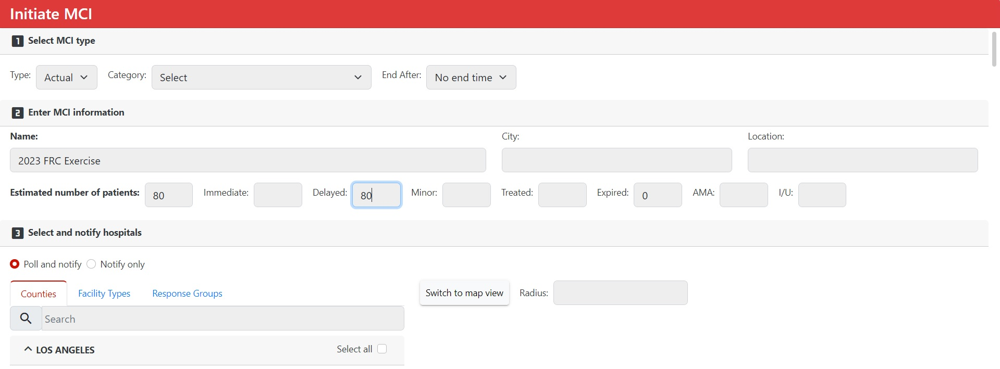 Initiate MCI
1 Select MCI type
Type: Actual Category: Select End After: No end time
2 Enter MCI information
Name: City: Location:
2023 FRC Exercise
Estimated number of patients: 80 Immediate: Delayed: 80 Minor: Treated: Expired: 0 AMA: I/U:
3 Select and notify hospitals
Poll and notify Notify only
Counties Facility Types Response Groups Switch to map view Radius:
Search
LOS ANGELES Select all